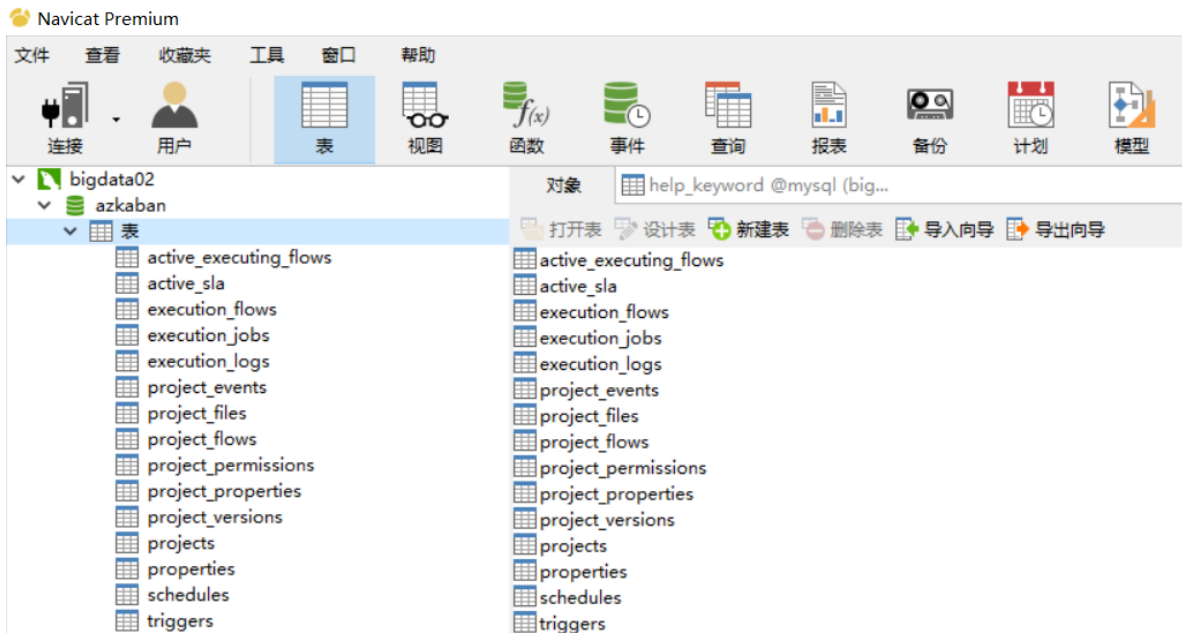 Navicat Premium
文件 查看 收藏夹 工具 窗口 帮助
f(x)
连接 用户 表 视图 函数 事件 查询 报表 备份 计划 模型
bigdata02
azkaban
表
active_executing_flows
active_sla
execution_flows
execution_jobs
execution_logs
project_events
project_files
project_flows
project_permissions
project_properties
project_versions
projects
properties
schedules
triggers
对象 help_keyword @mysql (big...
打开表 设计表 新建表 删除表 导入向导 导出向导
active_executing_flows
active_sla
execution_flows
execution_jobs
execution_logs
project_events
project_files
project_flows
project_permissions
project_properties
project_versions
projects
properties
schedules
triggers